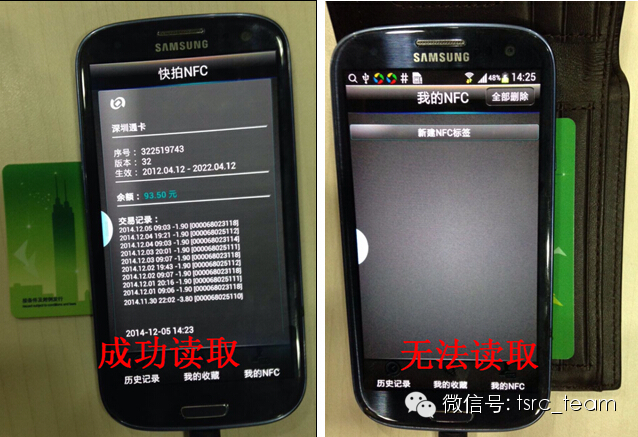 SAMSUNG
快拍NFC
深圳通卡
序号： 322519743
版本： 32
生效： 2012.04.12 - 2022.04.12
余额： 93.50 元
交易记录：
2014.12.05 09:03 -1.90 [000068023118]
2014.12.04 19:21 -1.90 [000068025112]
2014.12.04 09:03 -1.90 [000068023114]
2014.12.03 20:01 -1.90 [000068025111]
2014.12.03 09:07 -1.90 [000068023118]
2014.12.02 19:43 -1.90 [000068025112]
2014.12.02 09:07 -1.90 [000068023118]
2014.12.01 20:16 -1.90 [000068025111]
2014.12.01 09:06 -1.90 [000068023118]
2014.11.30 22:02 -3.80 [000068025110]
2014-12-05 14:23
成功读取
历史记录
我的收藏
我的NFC
SAMSUNG
48%
14:25
我的NFC
全部删除
新建NFC标签
无法读取
历史记录
我的收藏
我的NFC
微信号: tsrc_team